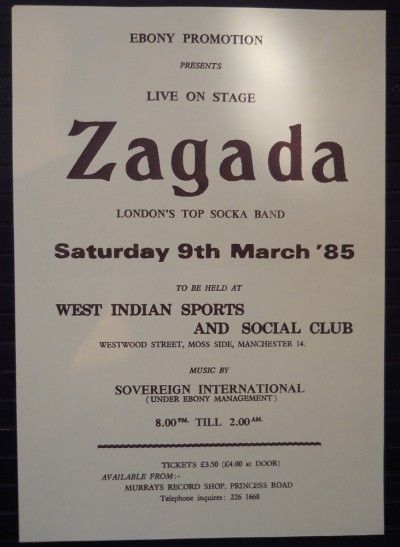 EBONY PROMOTION
PRESENTS
LIVE ON STAGE
Zagada
LONDON'S TOP SOCKA BAND
Saturday 9th March '85
TO BE HELD AT
WEST INDIAN SPORTS
AND SOCIAL CLUB
WESTWOOD STREET, MOSS SIDE, MANCHESTER 14.
MUSIC BY
SOVEREIGN INTERNATIONAL
(UNDER EBONY MANAGEMENT)
8.00PM. TILL 2.00AM.
TICKETS £3.50 (£4.00 at DOOR)
AVAILABLE FROM:-
MURRAYS RECORD SHOP, PRINCESS ROAD
Telephone inquires: 226 1668